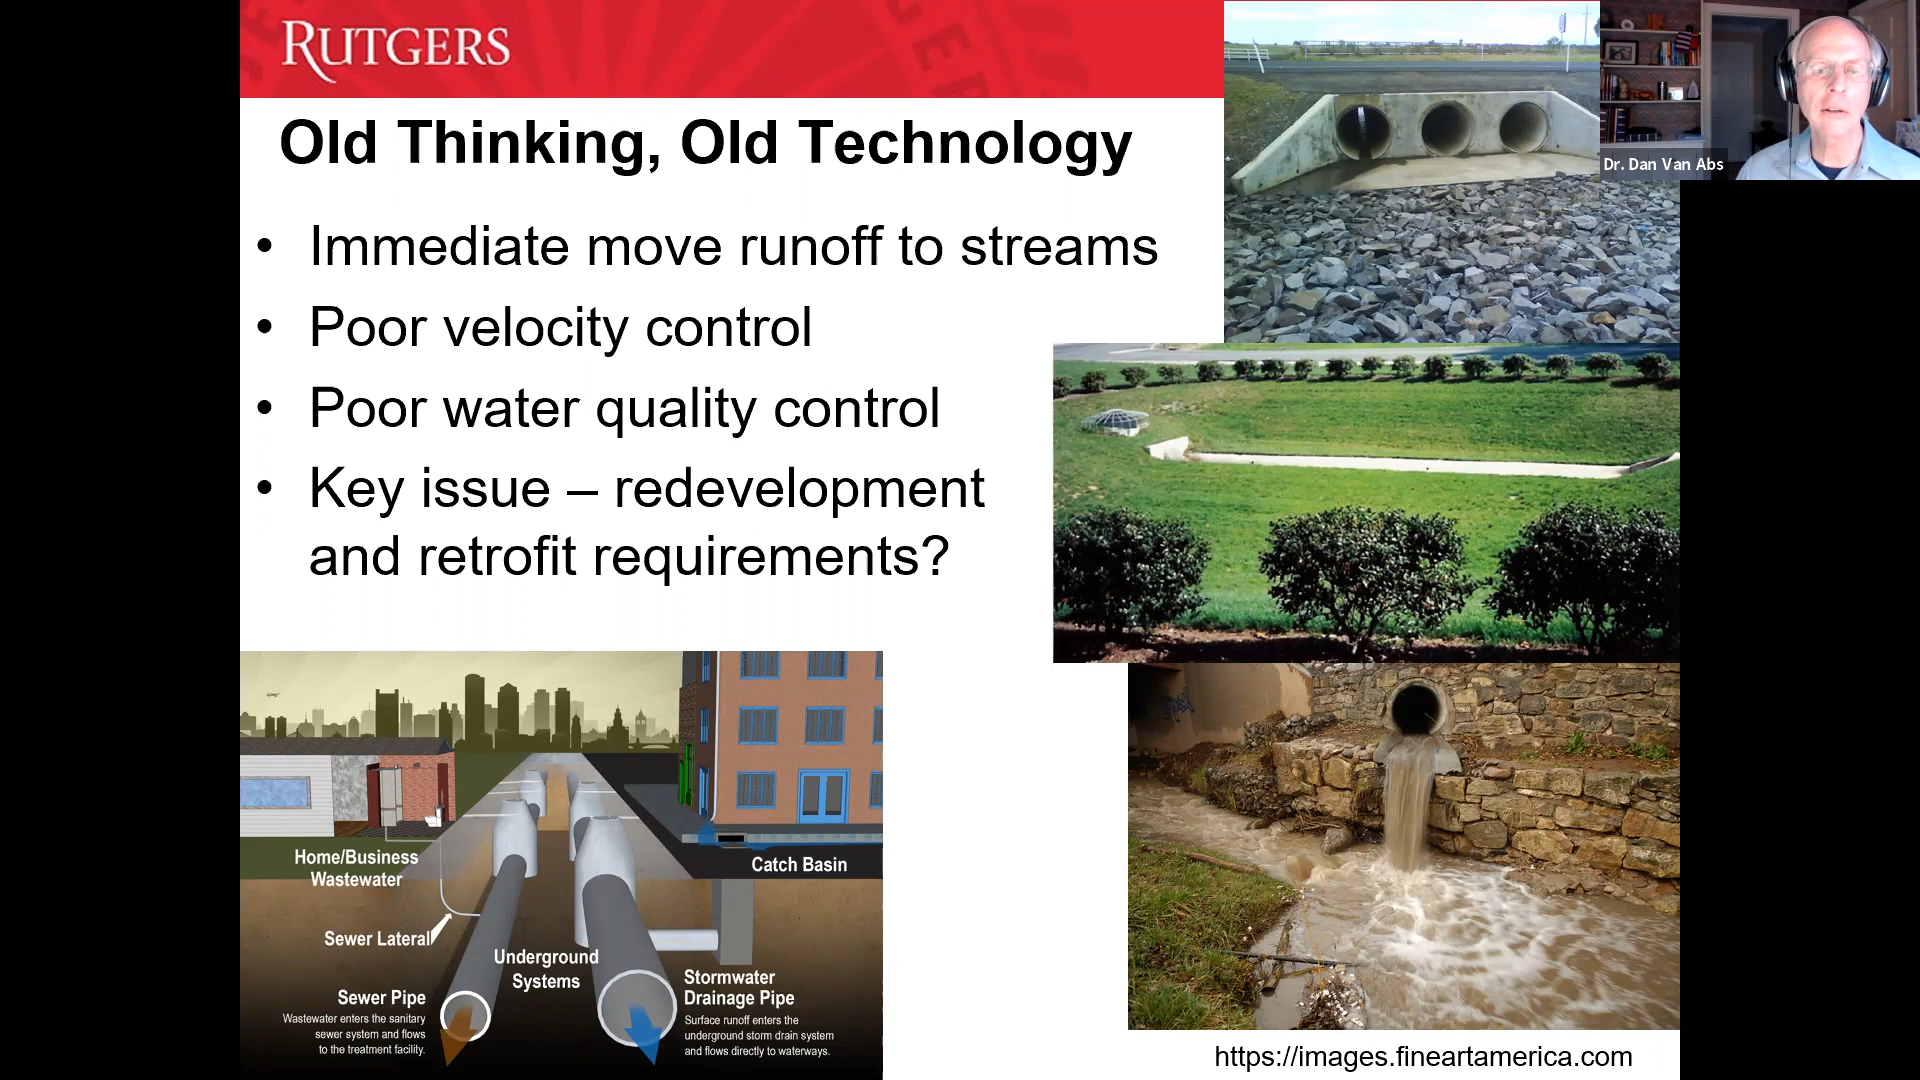 RUTGERS
Dr. Dan Van Abs
Old Thinking, Old Technology
• Immediate move runoff to streams
• Poor velocity control
• Poor water quality control
• Key issue – redevelopment
and retrofit requirements?
Home/Business
Wastewater
Sewer Lateral
Sewer Pipe
Wastewater enters the sanitary
sewer system and flows
to the treatment facility.
Underground
Systems
Catch Basin
Stormwater
Drainage Pipe
Surface runoff enters the
underground storm drain system
and flows directly to waterways.
https://images.fineartamerica.com